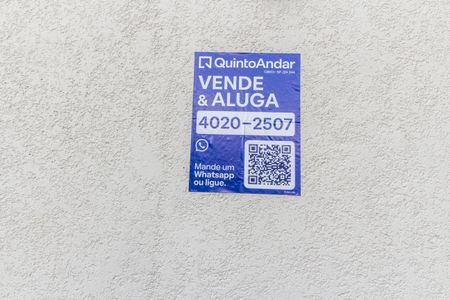 QuintoAndar
VENDE
& ALUGA
4020-2507
Mande um
Whatsapp
ou ligue.